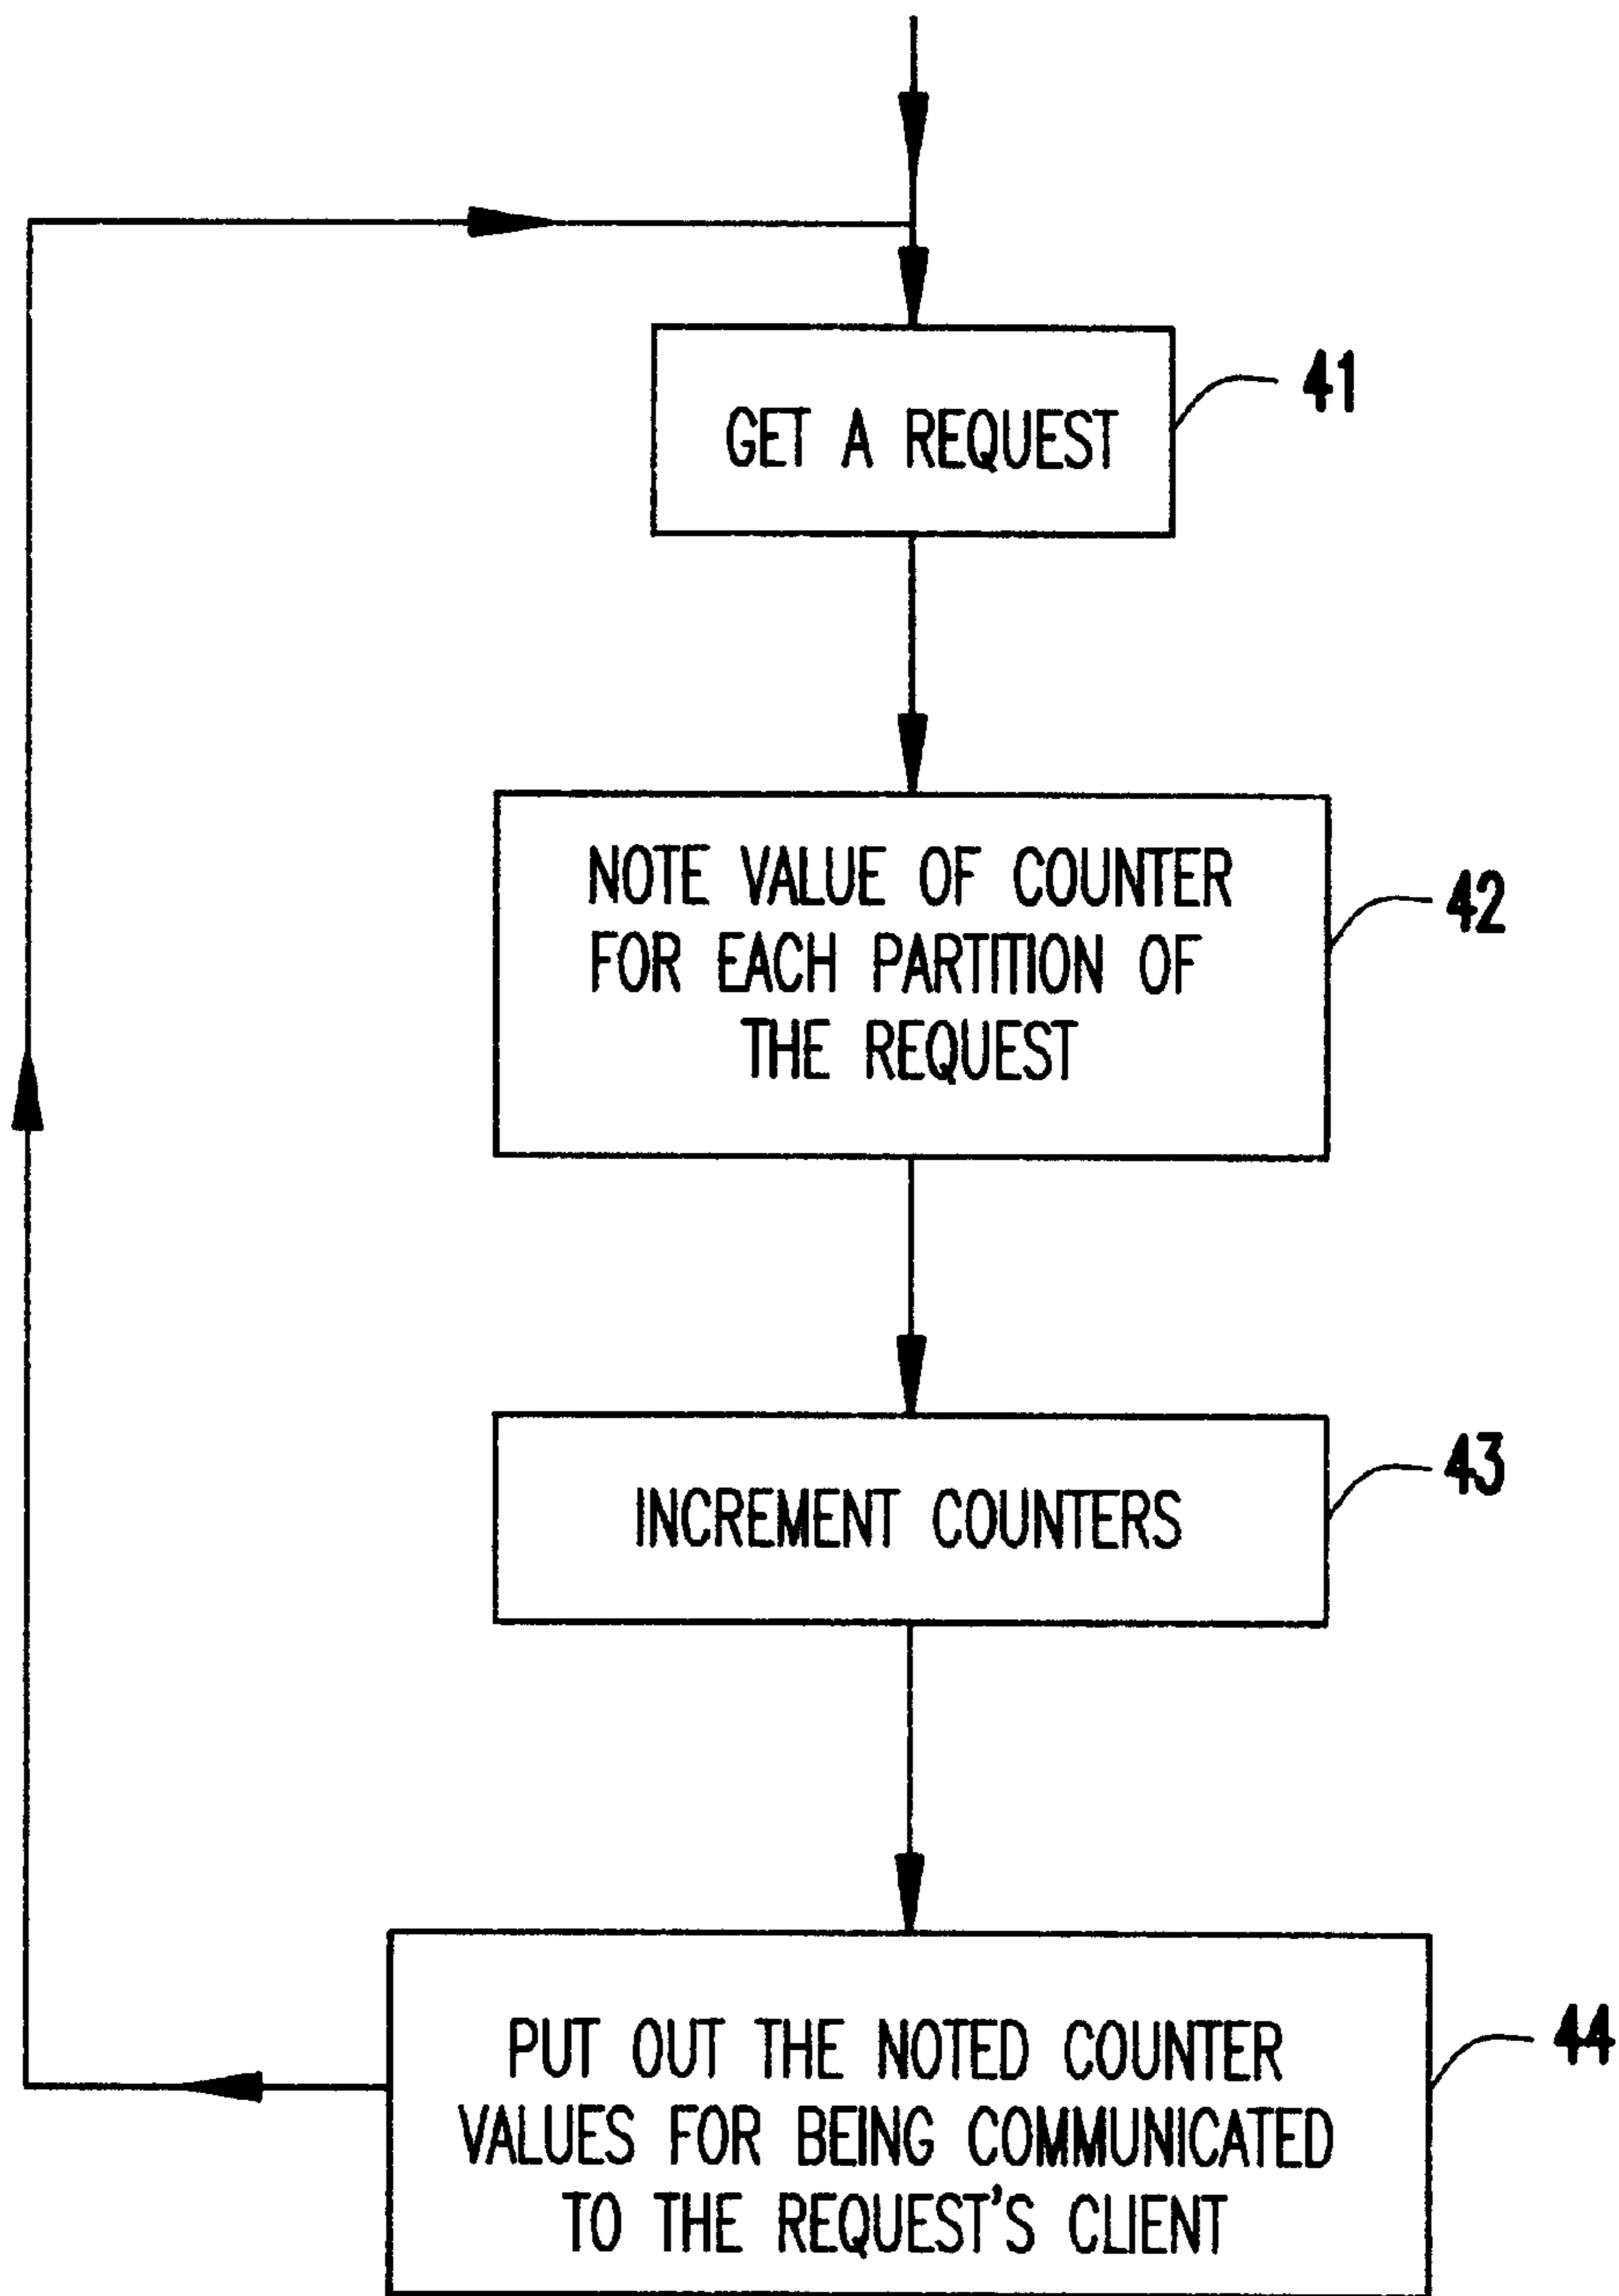 GET A REQUEST
41
NOTE VALUE OF COUNTER
FOR EACH PARTITION OF
THE REQUEST
42
INCREMENT COUNTERS
43
PUT OUT THE NOTED COUNTER
VALUES FOR BEING COMMUNICATED
TO THE REQUEST'S CLIENT
44